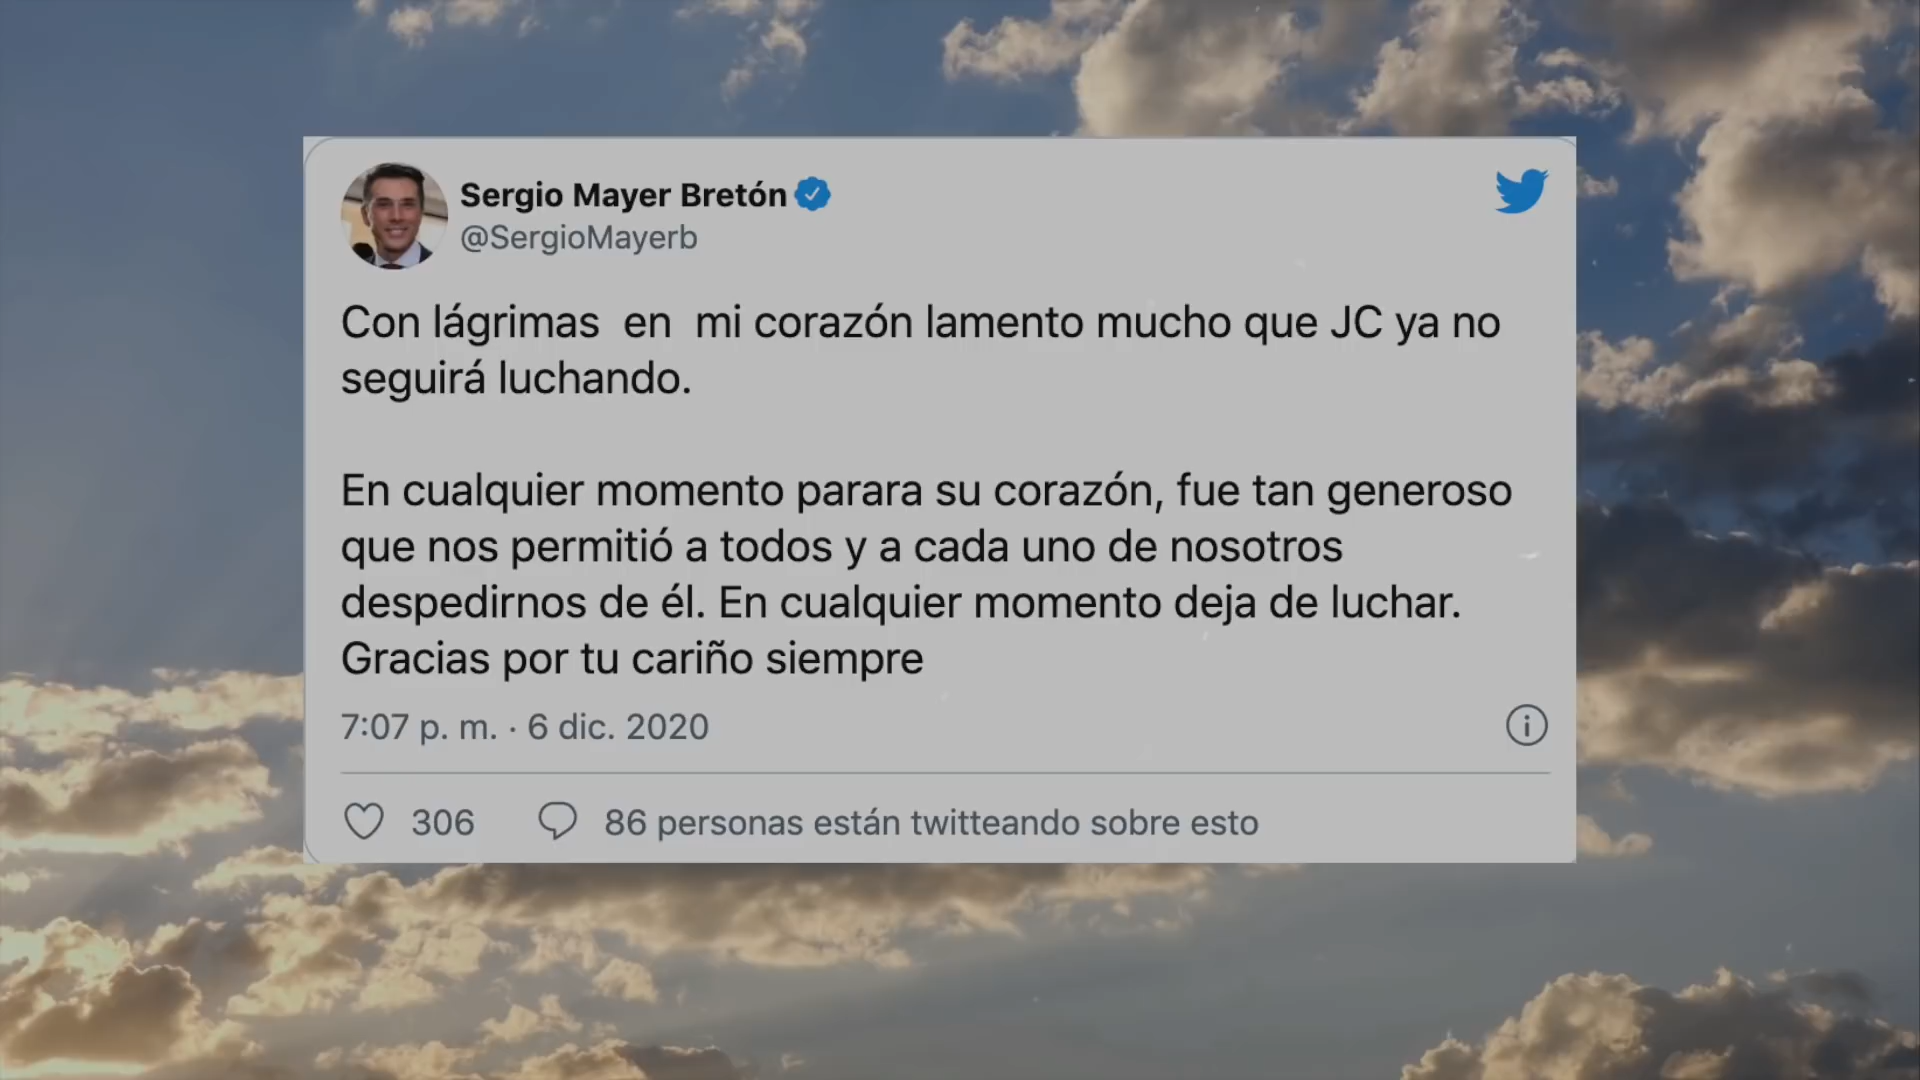 Sergio Mayer Bretón
@SergioMayerb
Con lágrimas en mi corazón lamento mucho que JC ya no
seguirá luchando.
En cualquier momento parara su corazón, fue tan generoso
que nos permitió a todos y a cada uno de nosotros
despedirnos de él. En cualquier momento deja de luchar.
Gracias por tu cariño siempre
7:07 p. m. · 6 dic. 2020
306 86 personas están twitteando sobre esto